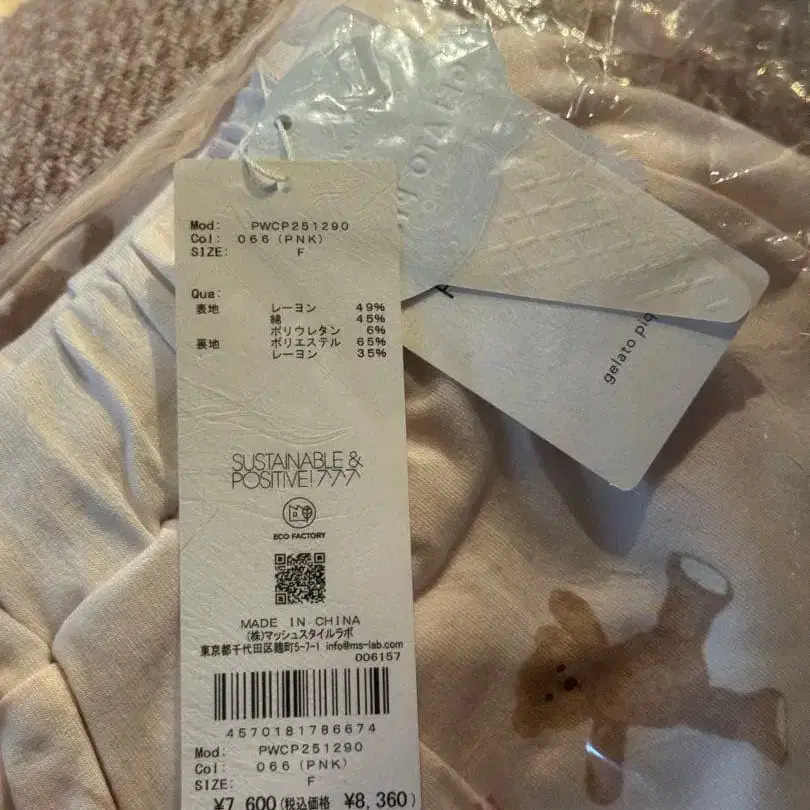 Mod: PWCP251290
Col: 066 (PNK)
SIZE: F
Qua:
表地 レーヨン 49%
綿 45%
ポリウレタン 6%
裏地 ポリエステル 65%
レーヨン 35%
SUSTAINABLE &
POSITIVE!アアア
ECO FACTORY
MADE IN CHINA
(株)マッシュスタイルラボ
東京都千代田区麹町5-7-1 info@ms-lab.com
006157
4570181786674
Mod: PWCP251290
Col: 066 (PNK)
SIZE: F
¥7,600(税込価格 ¥8,360)
gelato piq